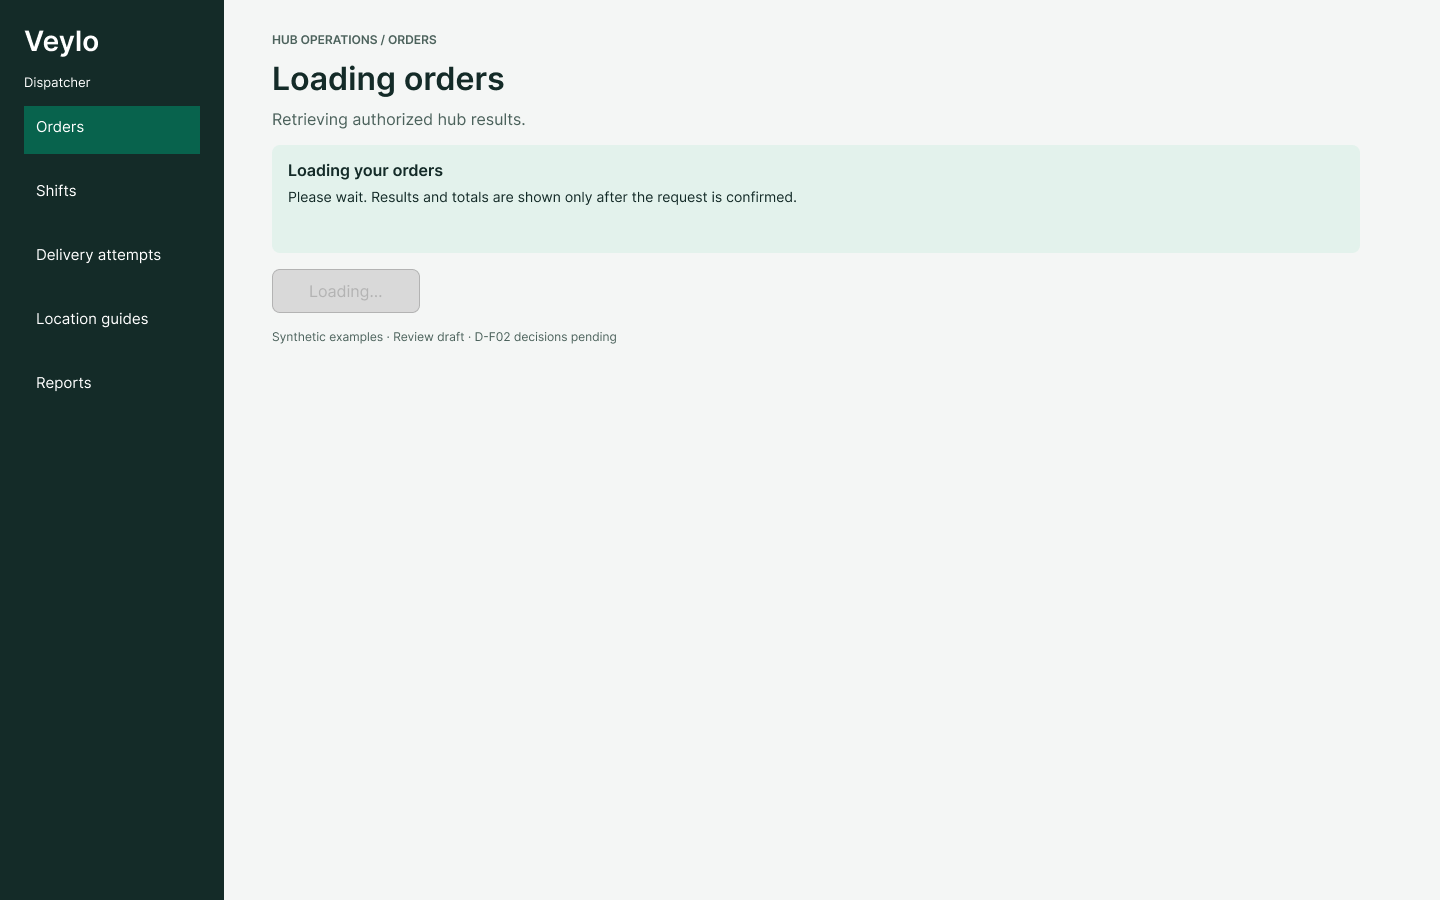 Veylo
Dispatcher
Orders
Shifts
Delivery attempts
Location guides
Reports
HUB OPERATIONS / ORDERS
Loading orders
Retrieving authorized hub results.
Loading your orders
Please wait. Results and totals are shown only after the request is confirmed.
Loading…
Synthetic examples · Review draft · D-F02 decisions pending